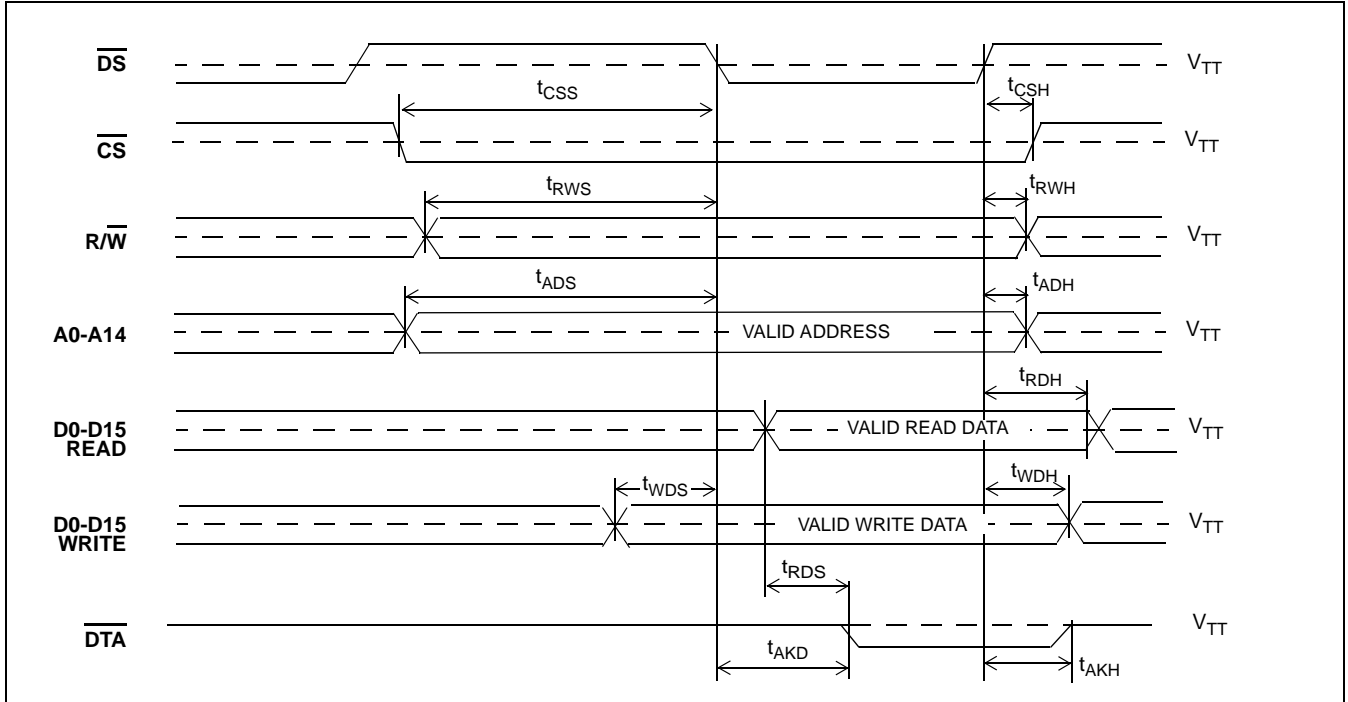 DS
VTT
tCSS
tCSH
CS
VTT
tRWS
tRWH
R/W
VTT
tADS
tADH
A0-A14
VALID ADDRESS
VTT
tRDH
D0-D15
READ
VALID READ DATA
VTT
tWDS
tWDH
D0-D15
WRITE
VALID WRITE DATA
VTT
tRDS
DTA
VTT
tAKD
tAKH